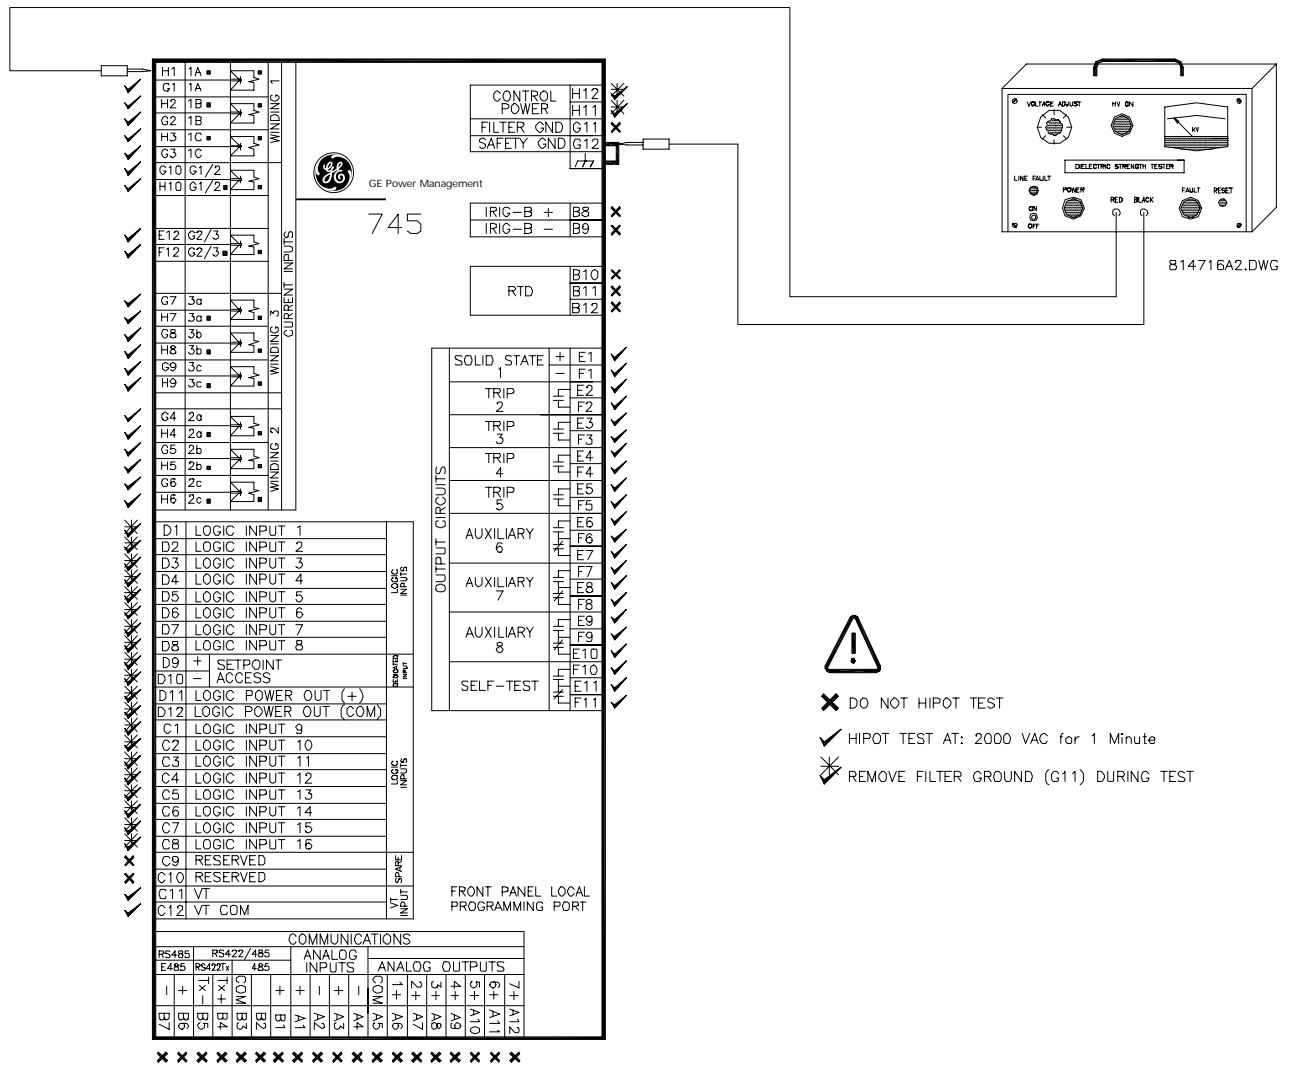 H1 1A
G1 1A
H2 1B
G2 1B
H3 1C
G3 1C
WINDING 1
G10 G1/2
H10 G1/2
E12 G2/3
F12 G2/3
G7 3a
H7 3a
G8 3b
H8 3b
G9 3c
H9 3c
WINDING 3
G4 2a
H4 2a
G5 2b
H5 2b
G6 2c
H6 2c
WINDING 2
CURRENT INPUTS
GE
GE Power Management
745
CONTROL POWER H12
H11
FILTER GND G11
SAFETY GND G12
IRIG-B + B8
IRIG-B - B9
RTD
B10
B11
B12
OUTPUT CIRCUITS
SOLID STATE 1 + E1
- F1
TRIP 2 E2
F2
TRIP 3 E3
F3
TRIP 4 E4
F4
TRIP 5 E5
F5
AUXILIARY 6 E6
F6
E7
AUXILIARY 7 F7
E8
F8
AUXILIARY 8 E9
F9
E10
SELF-TEST F10
E11
F11
D1 LOGIC INPUT 1
D2 LOGIC INPUT 2
D3 LOGIC INPUT 3
D4 LOGIC INPUT 4
D5 LOGIC INPUT 5
D6 LOGIC INPUT 6
D7 LOGIC INPUT 7
D8 LOGIC INPUT 8
LOGIC INPUTS
D9 + SETPOINT
D10 - ACCESS
DEDICATED INPUT
D11 LOGIC POWER OUT (+)
D12 LOGIC POWER OUT (COM)
C1 LOGIC INPUT 9
C2 LOGIC INPUT 10
C3 LOGIC INPUT 11
C4 LOGIC INPUT 12
C5 LOGIC INPUT 13
C6 LOGIC INPUT 14
C7 LOGIC INPUT 15
C8 LOGIC INPUT 16
LOGIC INPUTS
C9 RESERVED
C10 RESERVED
SPARE
C11 VT
C12 VT COM
VT INPUT
FRONT PANEL LOCAL
PROGRAMMING PORT
COMMUNICATIONS
RS485 RS422/485 ANALOG INPUTS ANALOG OUTPUTS
E485 RS422Tx 485
- + Tx- Tx+ COM + + - + - COM 1+ 2+ 3+ 4+ 5+ 6+ 7+
B7 B6 B5 B4 B3 B2 B1 A1 A2 A3 A4 A5 A6 A7 A8 A9 A10 A11 A12
VOLTAGE ADJUST
HV ON
kV
DIELECTRIC STRENGTH TESTER
LINE FAULT
POWER
ON
OFF
RED
BLACK
FAULT
RESET
814716A2.DWG
!
DO NOT HIPOT TEST
HIPOT TEST AT: 2000 VAC for 1 Minute
REMOVE FILTER GROUND (G11) DURING TEST